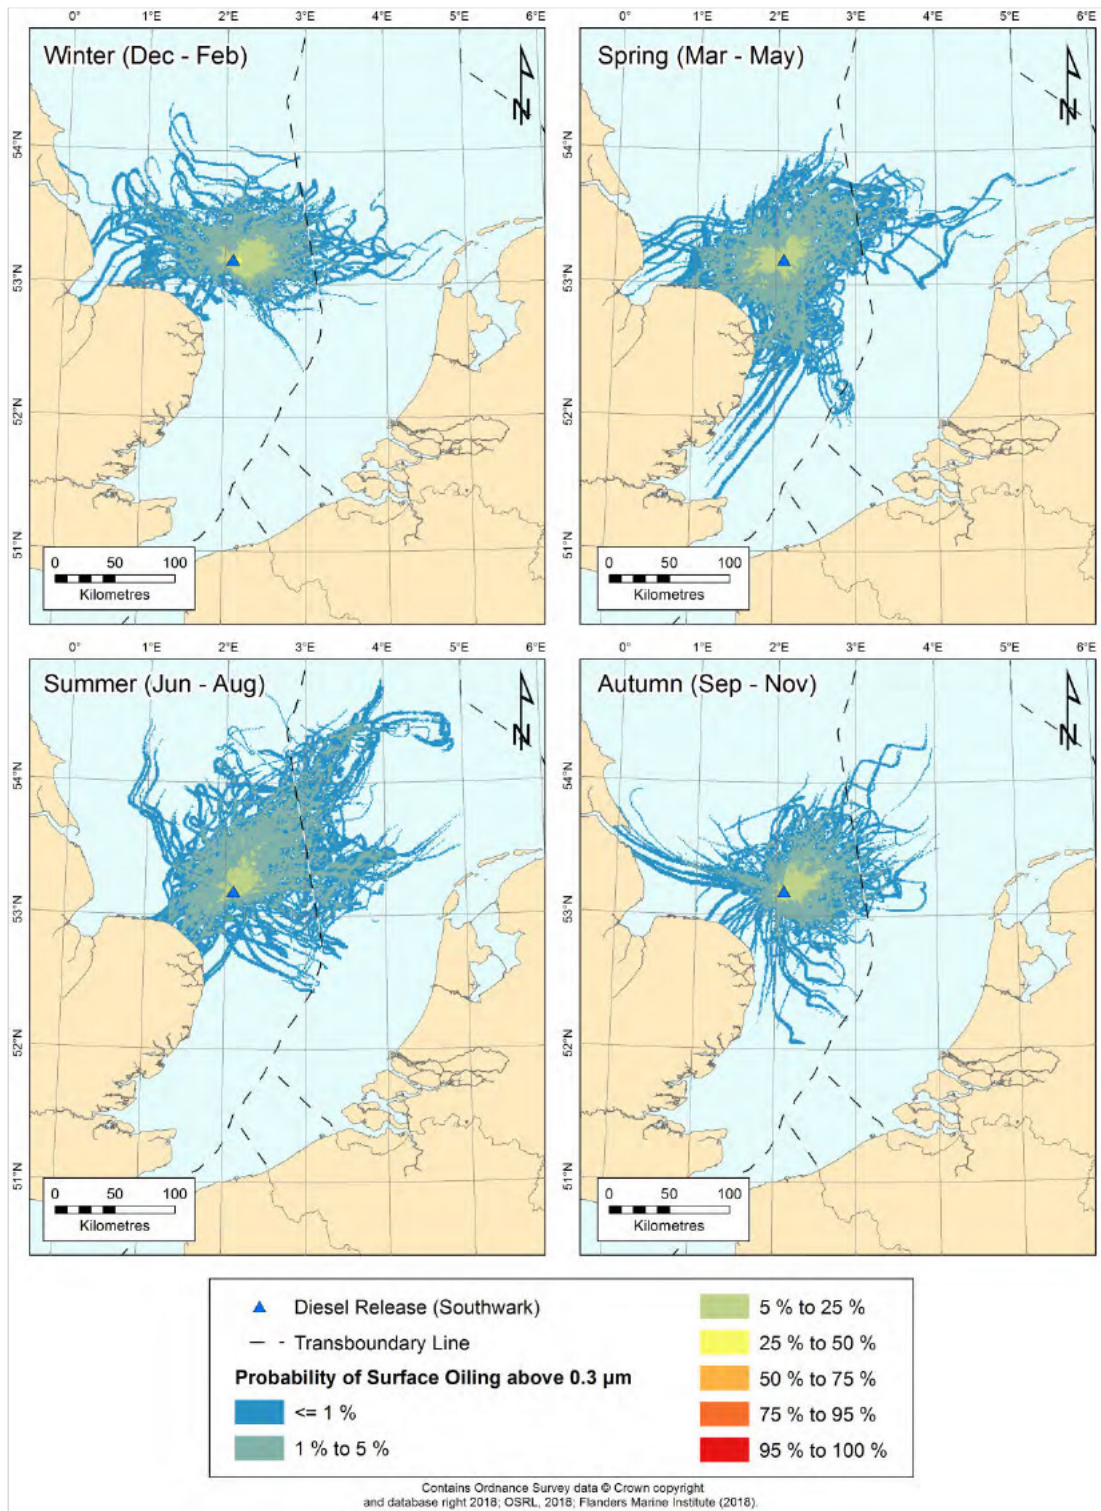 0° 1°E 2°E 3°E 4°E 5°E 6°E
0° 1°E 2°E 3°E 4°E 5°E 6°E
Winter (Dec - Feb)
N
54°N
53°N
52°N
51°N
0 50 100
Kilometres
Spring (Mar - May)
N
54°N
53°N
52°N
51°N
0 50 100
Kilometres
0° 1°E 2°E 3°E 4°E 5°E 6°E
0° 1°E 2°E 3°E 4°E 5°E 6°E
Summer (Jun - Aug)
N
54°N
53°N
52°N
51°N
0 50 100
Kilometres
Autumn (Sep - Nov)
N
54°N
53°N
52°N
51°N
0 50 100
Kilometres
Diesel Release (Southwark)
Transboundary Line
Probability of Surface Oiling above 0.3 µm
<= 1 %
1 % to 5 %
5 % to 25 %
25 % to 50 %
50 % to 75 %
75 % to 95 %
95 % to 100 %
Contains Ordnance Survey data © Crown copyright
and database right 2018; OSRL, 2018; Flanders Marine Institute (2018).